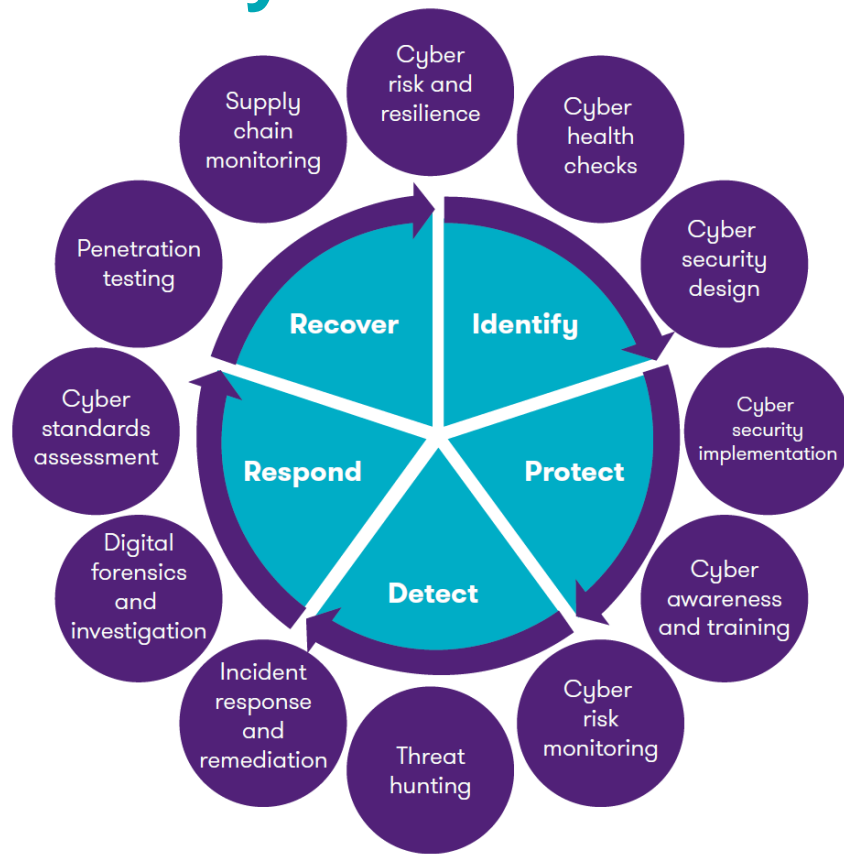 Cyber
risk and
resilience
Cyber
health
checks
Cyber
security
design
Cyber
security
implementation
Cyber
awareness
and training
Cyber
risk
monitoring
Threat
hunting
Incident
response
and
remediation
Digital
forensics
and
investigation
Cyber
standards
assessment
Penetration
testing
Supply
chain
monitoring
Identify
Protect
Detect
Respond
Recover